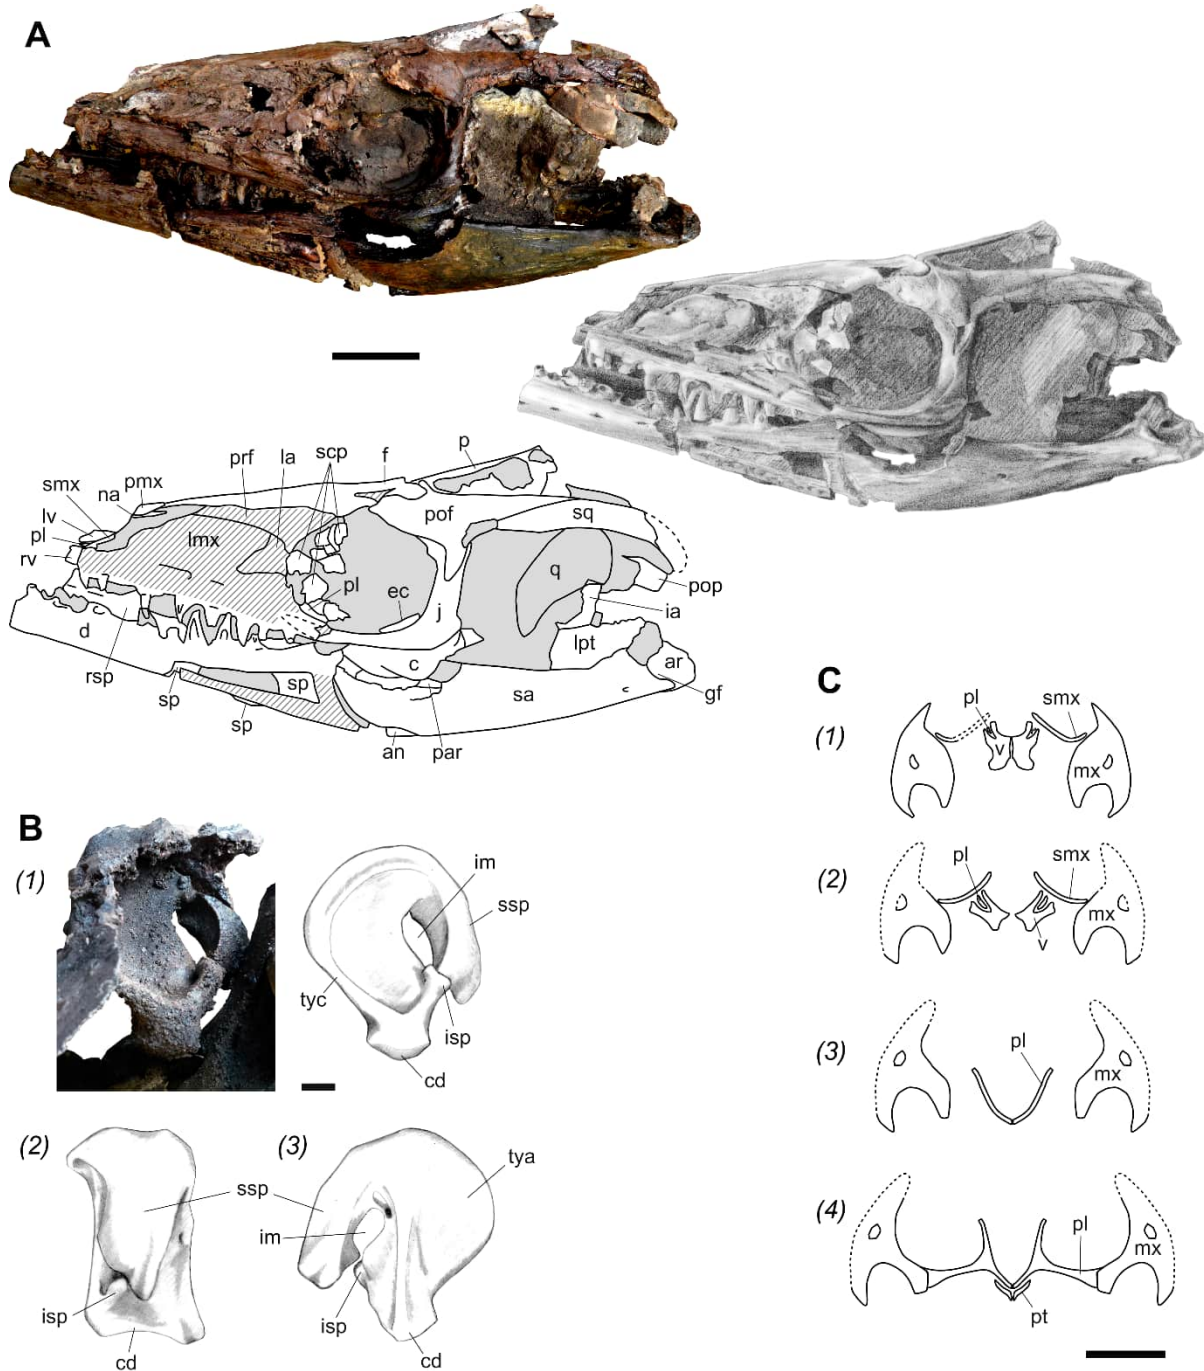 A
scp
prf
la
f
p
smx
pmx
na
lv
pof
sq
pl
lmx
rv
q
pop
pl
ec
ia
j
d
c
lpt
ar
rsp
sp
sp
sa
gf
sp
an
par
B
(1)
im
ssp
tyc
isp
cd
(2)
(3)
tya
ssp
im
isp
isp
cd
cd
C
(1)
pl
smx
v
mx
(2)
pl
smx
mx
v
(3)
pl
mx
(4)
pl
mx
pt